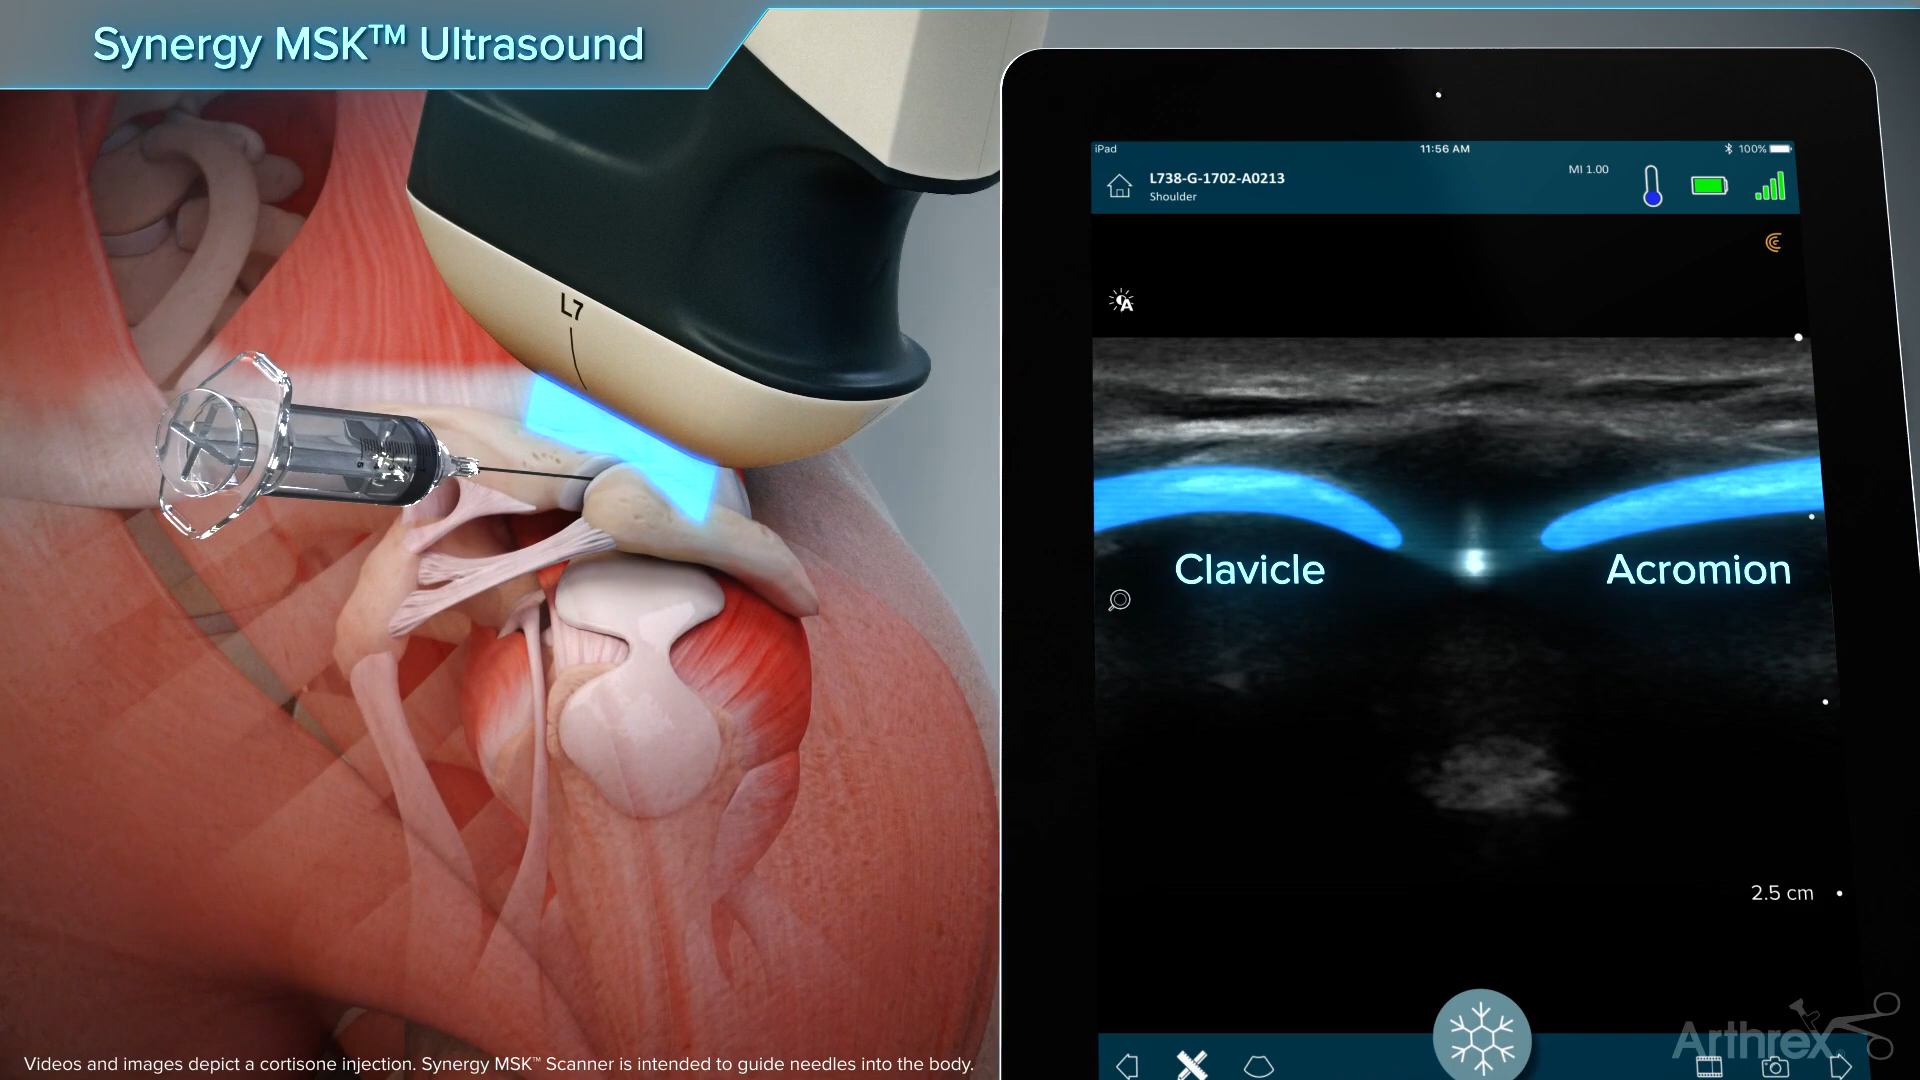 Synergy MSK™ Ultrasound
L7
iPad
11:56 AM
100%
L738-G-1702-A0213
Shoulder
MI 1.00
A
Clavicle
Acromion
2.5 cm
Arthrex
Videos and images depict a cortisone injection. Synergy MSK™ Scanner is intended to guide needles into the body.